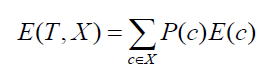 E(T, X) = ∑_{c∈X} P(c)E(c)